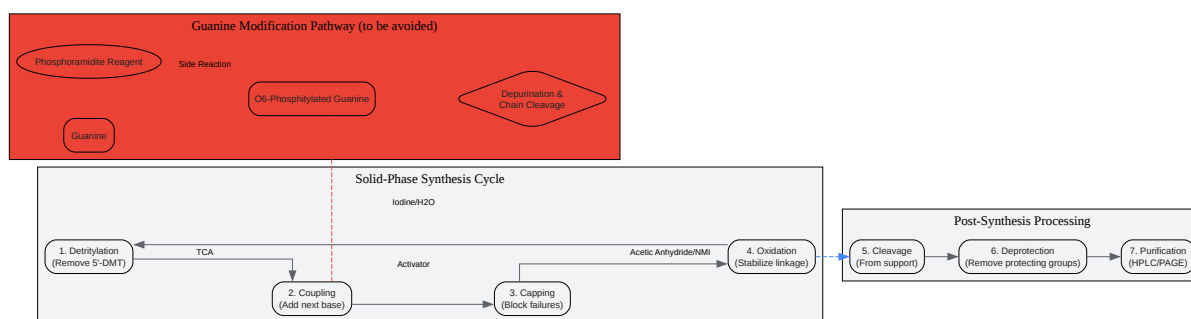 Guanine Modification Pathway (to be avoided)
Phosphoramidite Reagent
Side Reaction
O6-Phosphitylated Guanine
Depurination &
Chain Cleavage
Guanine
Solid-Phase Synthesis Cycle
Iodine/H2O
1. Detritylation
(Remove 5'-DMT)
TCA
Activator
Acetic Anhydride/NMI
4. Oxidation
(Stabilize linkage)
2. Coupling
(Add next base)
3. Capping
(Block failures)
Post-Synthesis Processing
5. Cleavage
(From support)
6. Deprotection
(Remove protecting groups)
7. Purification
(HPLC/PAGE)